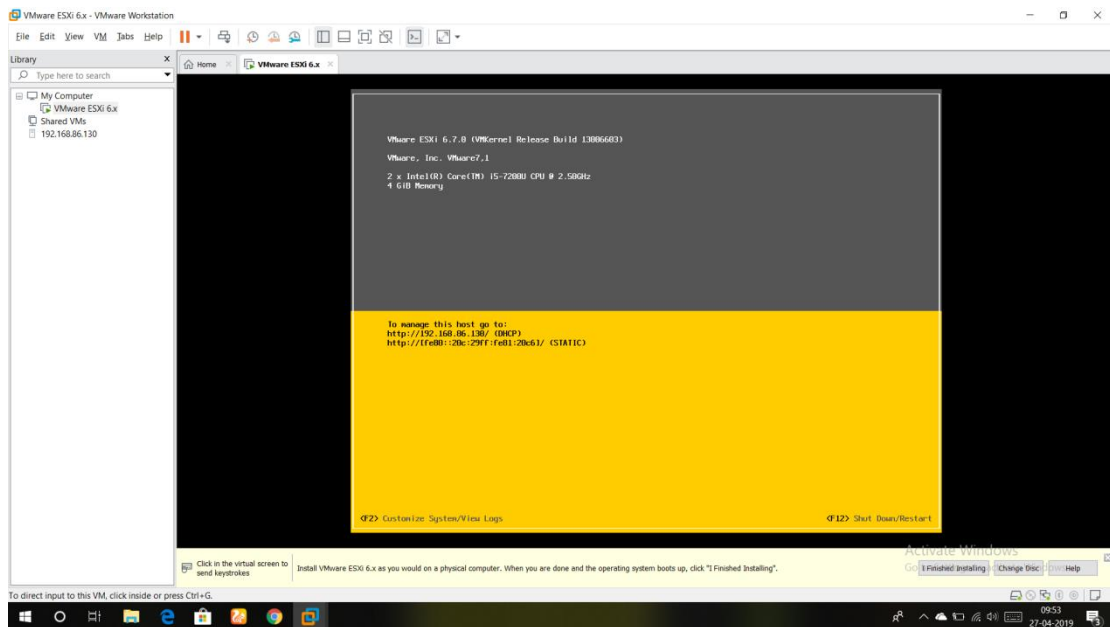 VMware ESXi 6.x - VMware Workstation
File Edit View VM Tabs Help
Library
Home
VMware ESXi 6.x
Type here to search
My Computer
VMware ESXi 6.x
Shared VMs
192.168.86.130
VMware ESXi 6.7.0 (VMKernel Release Build 13006603)
VMware, Inc. VMware7,1
2 x Intel(R) Core(TM) i5-7200U CPU @ 2.50GHz
4 GiB Memory
To manage this host go to:
http://192.168.86.130/ (DHCP)
http://[fe80::20c:29ff:fe81:20c6]/ (STATIC)
<F2> Customize System/View Logs
<F12> Shut Down/Restart
Activate Windows
Click in the virtual screen to
send keystrokes
Install VMware ESXi 6.x as you would on a physical computer. When you are done and the operating system boots up, click "I Finished Installing".
I Finished Installing
Change Disc
Help
To direct input to this VM, click inside or press Ctrl+G.
09:53
27-04-2019